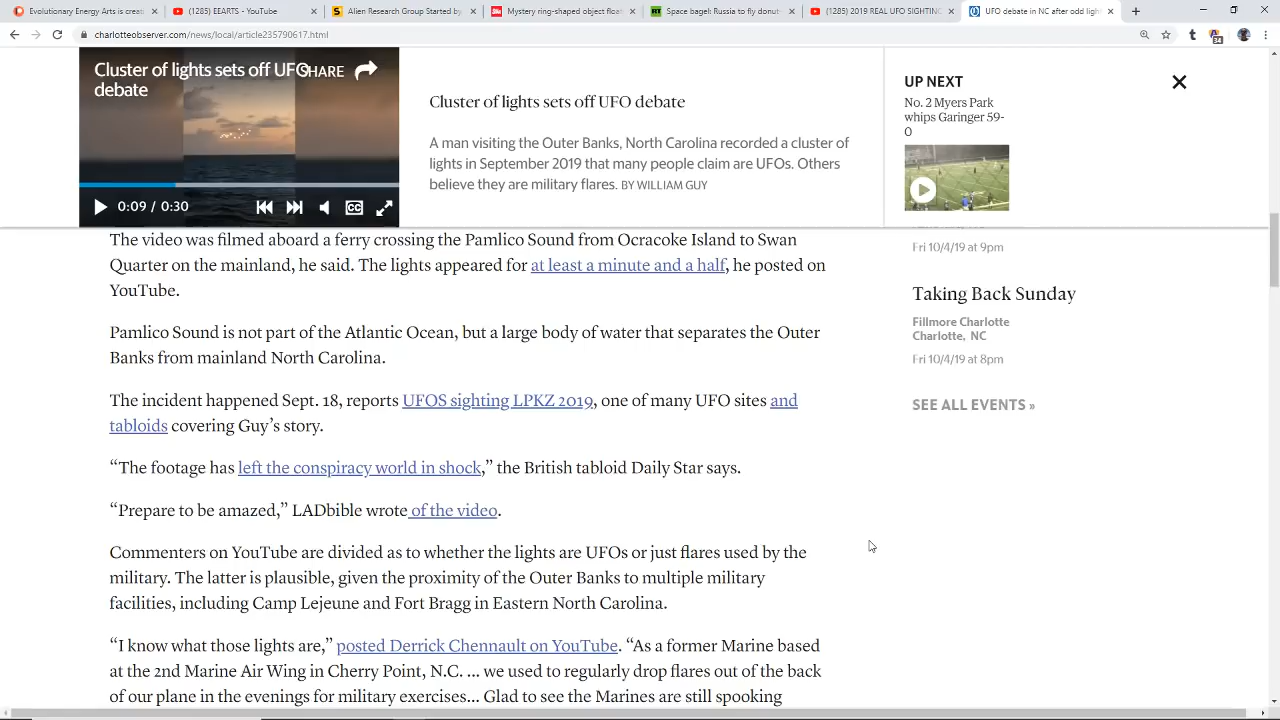 Evolutionary Energy Arts is creat
(1285) EEARTS - YouTube
Alien Research Group Started by
Mystery ring-shaped object Reale
Space bagel: Russia to fly donut
(1285) 2019 REAL UFO SIGHTING
UFO debate in NC after odd light
charlotteobserver.com/news/local/article235790617.html
34
Cluster of lights sets off UFO
debate
SHARE
0:09 / 0:30
CC
Cluster of lights sets off UFO debate
A man visiting the Outer Banks, North Carolina recorded a cluster of
lights in September 2019 that many people claim are UFOs. Others
believe they are military flares. BY WILLIAM GUY
UP NEXT
No. 2 Myers Park
whips Garinger 59-
0
The video was filmed aboard a ferry crossing the Pamlico Sound from Ocracoke Island to Swan
Quarter on the mainland, he said. The lights appeared for at least a minute and a half, he posted on
YouTube.
Pamlico Sound is not part of the Atlantic Ocean, but a large body of water that separates the Outer
Banks from mainland North Carolina.
The incident happened Sept. 18, reports UFOS sighting LPKZ 2019, one of many UFO sites and
tabloids covering Guy's story.
“The footage has left the conspiracy world in shock,” the British tabloid Daily Star says.
“Prepare to be amazed,” LADbible wrote of the video.
Commenters on YouTube are divided as to whether the lights are UFOs or just flares used by the
military. The latter is plausible, given the proximity of the Outer Banks to multiple military
facilities, including Camp Lejeune and Fort Bragg in Eastern North Carolina.
“I know what those lights are,” posted Derrick Chennault on YouTube. “As a former Marine based
at the 2nd Marine Air Wing in Cherry Point, N.C. ... we used to regularly drop flares out of the back
of our plane in the evenings for military exercises... Glad to see the Marines are still spooking
Fri 10/4/19 at 9pm
Taking Back Sunday
Fillmore Charlotte
Charlotte, NC
Fri 10/4/19 at 8pm
SEE ALL EVENTS »